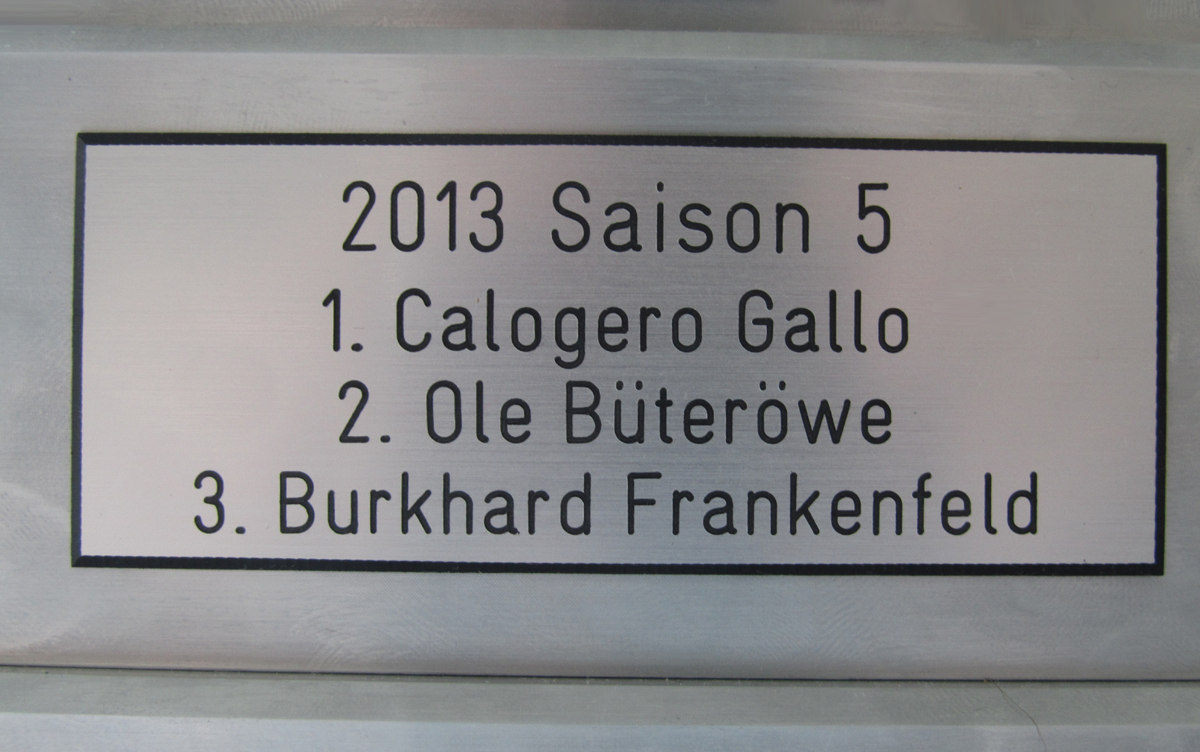 2013 Saison 5
1. Calogero Gallo
2. Ole Büteröwe
3. Burkhard Frankenfeld